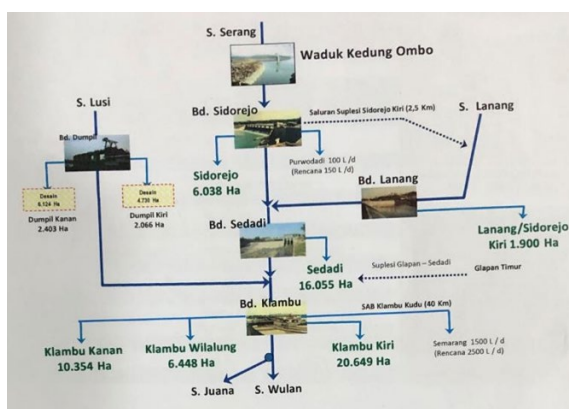 S. Serang
Waduk Kedung Ombo
S. Lusi
Bd. Sidorejo
Saluran Suplesi Sidorejo Kiri (2,5 Km)
S. Lanang
Bd. Dumpil
Sidorejo
6.038 Ha
Purwodadi 100 L /d
(Rencana 150 L /d)
Bd. Lanang
Desain
6.124 Ha
Desain
4.731 Ha
Dumpil Kanan
2.403 Ha
Dumpil Kiri
2.066 Ha
Bd. Sedadi
Lanang/Sidorejo
Kiri 1.900 Ha
Sedadi
16.055 Ha
Suplesi Glapan – Sedadi
Glapan Timur
Bd. Klambu
SAB Klambu Kudu (40 Km)
Klambu Kanan
10.354 Ha
Klambu Wilalung
6.448 Ha
Klambu Kiri
20.649 Ha
Semarang 1500 L / d
(Rencana 2500 L / d)
S. Juana
S. Wulan